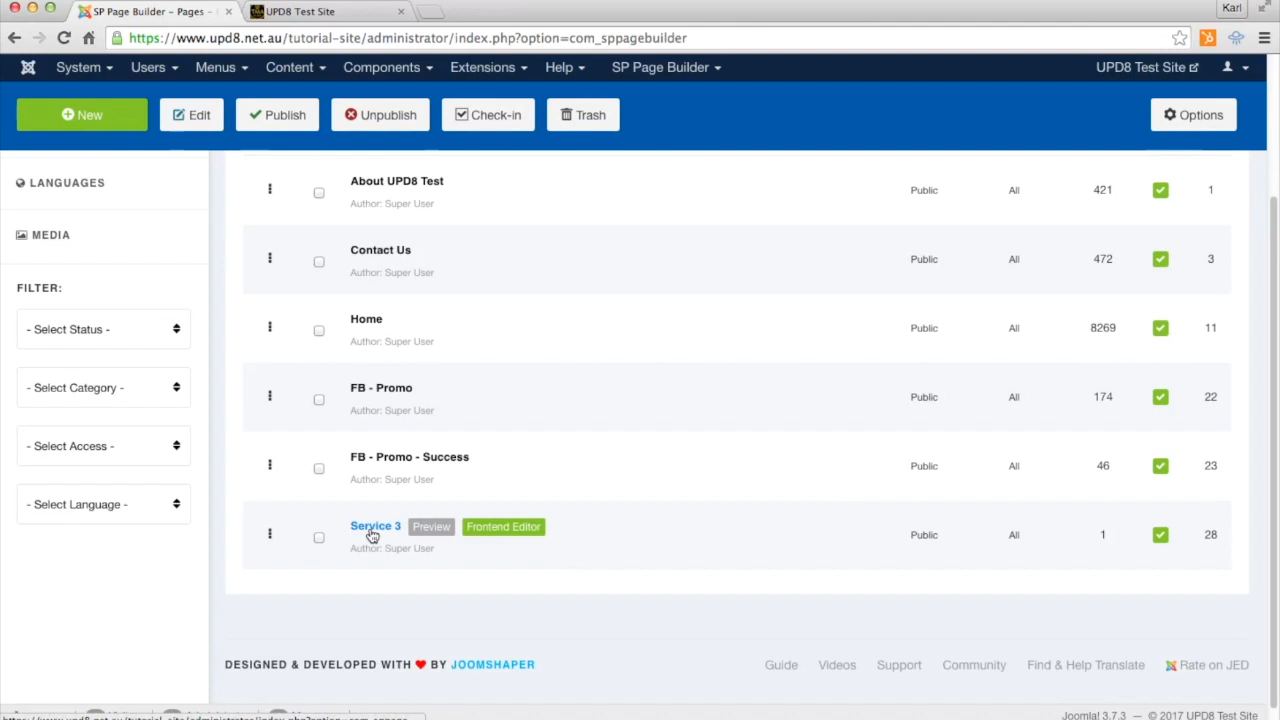 SP Page Builder – Pages –
UPD8 Test Site
Karl
https://www.upd8.net.au/tutorial-site/administrator/index.php?option=com_sppagebuilder
System Users Menus Content Components Extensions Help SP Page Builder UPD8 Test Site
New Edit Publish Unpublish Check-in Trash Options
LANGUAGES
MEDIA
FILTER:
- Select Status -
- Select Category -
- Select Access -
- Select Language -
About UPD8 Test Public All 421 1
Author: Super User
Contact Us Public All 472 3
Author: Super User
Home Public All 8269 11
Author: Super User
FB - Promo Public All 174 22
Author: Super User
FB - Promo - Success Public All 46 23
Author: Super User
Service 3 Preview Frontend Editor Public All 1 28
Author: Super User
DESIGNED & DEVELOPED WITH ❤ BY JOOMSHAPER Guide Videos Support Community Find & Help Translate Rate on JED
Joomla! 3.7.3 — © 2017 UPD8 Test Site